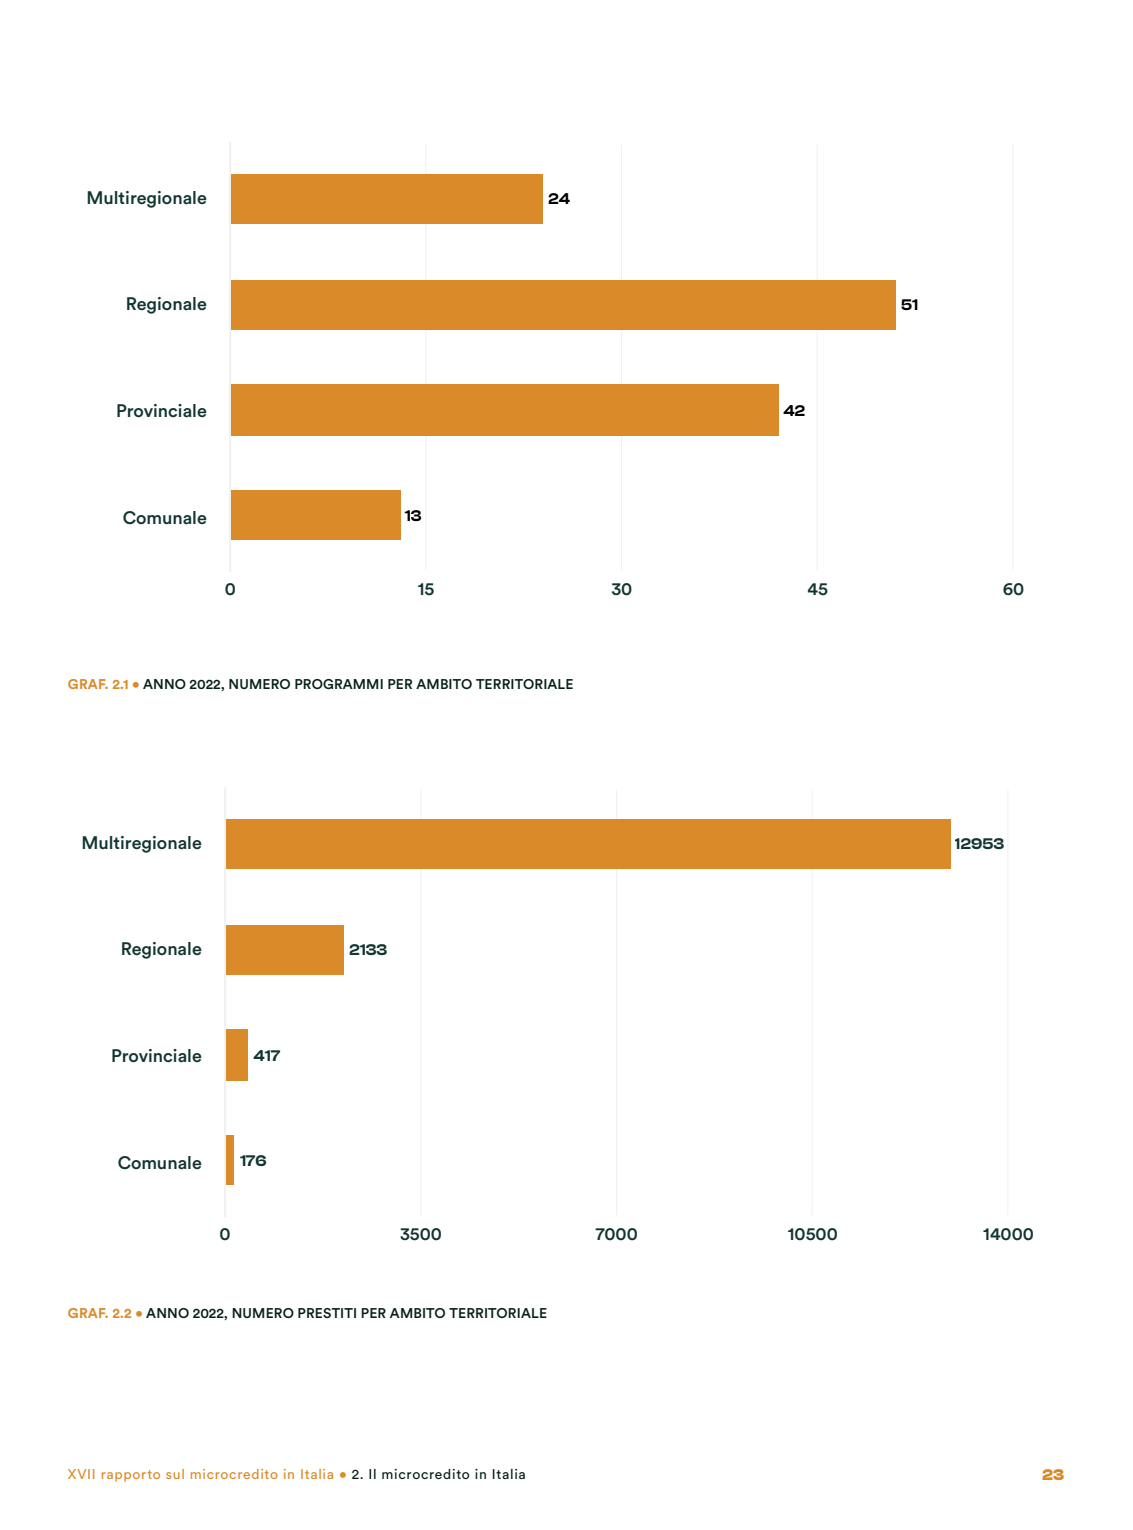 Multiregionale 24
Regionale 51
Provinciale 42
Comunale 13
0 15 30 45 60
GRAF. 2.1 • ANNO 2022, NUMERO PROGRAMMI PER AMBITO TERRITORIALE
Multiregionale 12953
Regionale 2133
Provinciale 417
Comunale 176
0 3500 7000 10500 14000
GRAF. 2.2 • ANNO 2022, NUMERO PRESTITI PER AMBITO TERRITORIALE
XVII rapporto sul microcredito in Italia • 2. Il microcredito in Italia 23